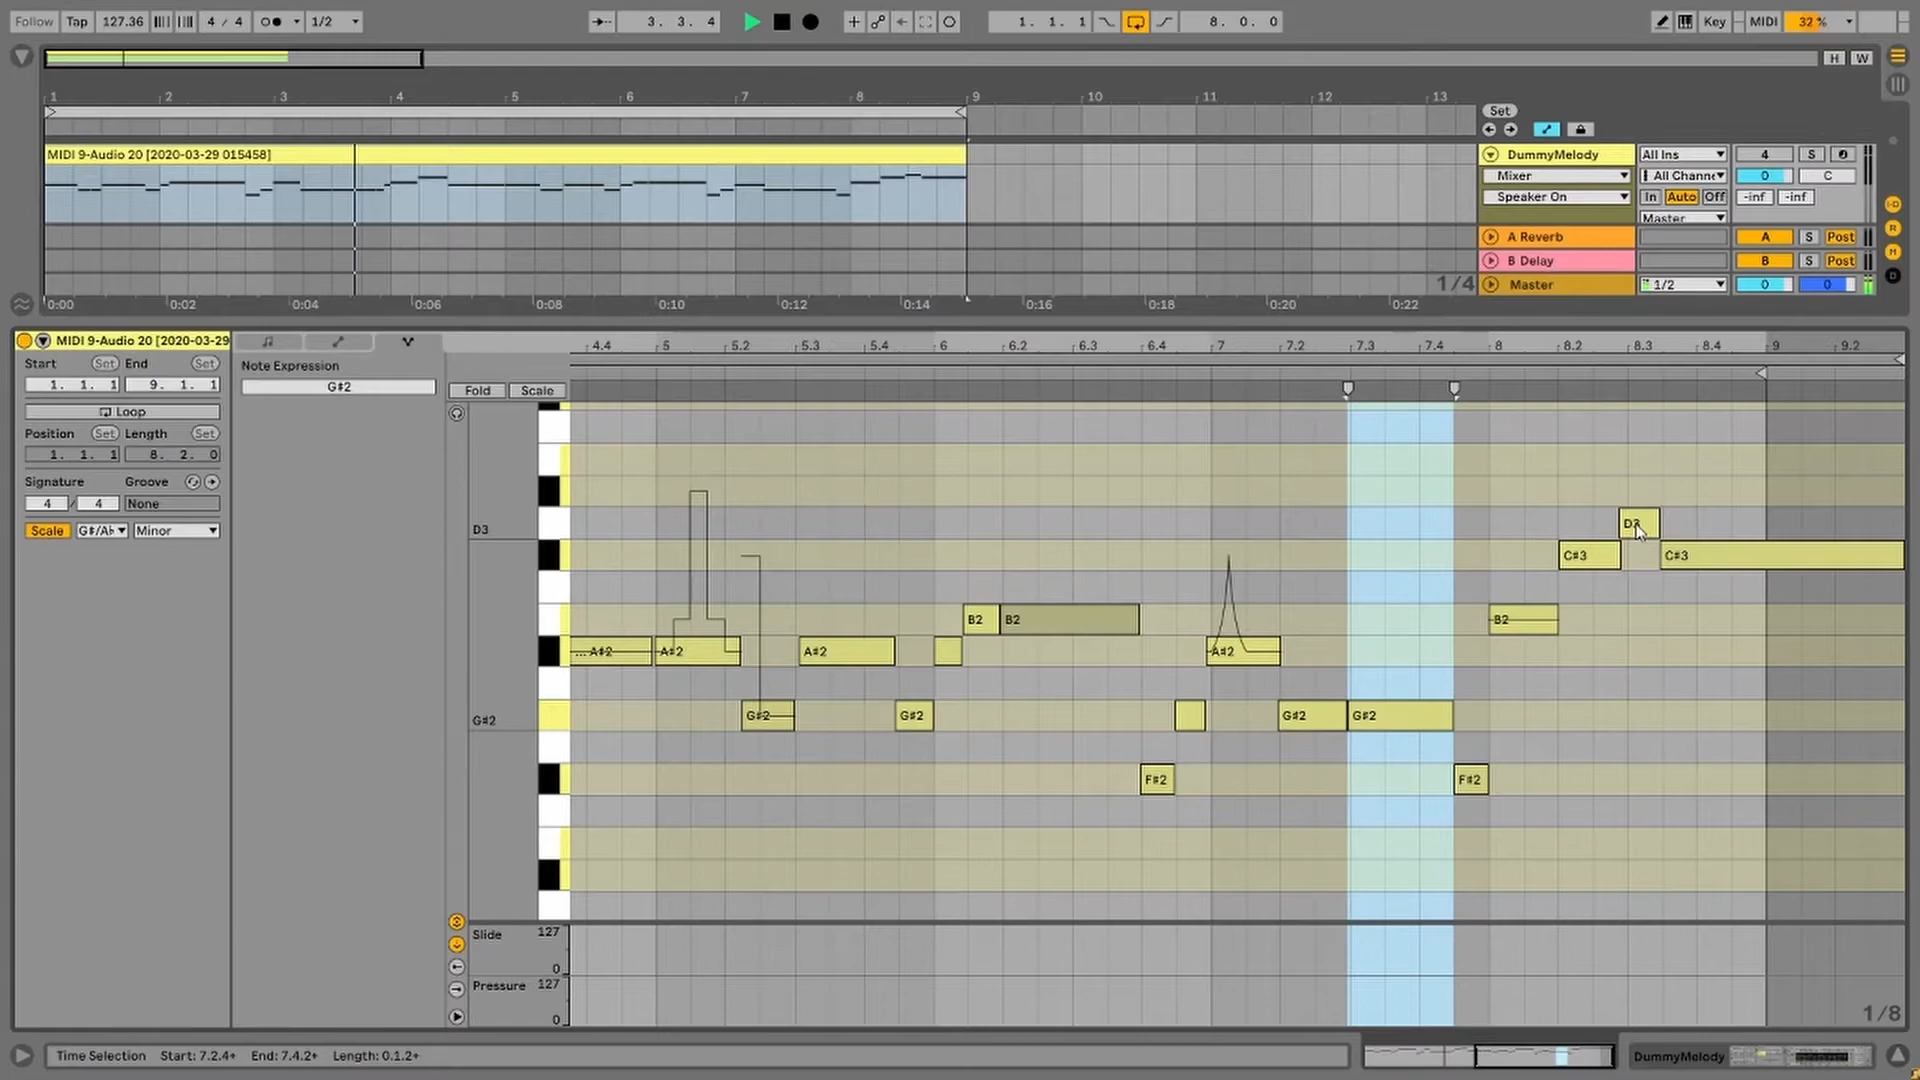 Follow Tap 127.36 4 / 4 1/2 3. 3. 4 1. 1. 1 8. 0. 0 Key MIDI 32 %
H W
1 2 3 4 5 6 7 8 9 10 11 12 13
Set
MIDI 9-Audio 20 [2020-03-29 015458]
DummyMelody All Ins 4 S
Mixer All Channe 0 C
Speaker On In Auto Off -inf -inf
Master
A Reverb A S Post
B Delay B S Post
1/4 Master 1/2 0 0
0:00 0:02 0:04 0:06 0:08 0:10 0:12 0:14 0:16 0:18 0:20 0:22
MIDI 9-Audio 20 [2020-03-29
4.4 5 5.2 5.3 5.4 6 6.2 6.3 6.4 7 7.2 7.3 7.4 8 8.2 8.3 8.4 9 9.2
Start Set End Set
Note Expression
1. 1. 1 9. 1. 1
G#2
Fold Scale
Loop
Position Set Length Set
1. 1. 1 8. 2. 0
Signature Groove
4 / 4 None
Scale G#/Ab Minor
D3
D3
C#3 C#3
B2 B2 B2
... A#2 A#2 A#2 A#2
G#2
G#2 G#2 G#2 G#2
F#2 F#2
Slide 127
0
Pressure 127
0
1/8
Time Selection Start: 7.2.4+ End: 7.4.2+ Length: 0.1.2+
DummyMelody